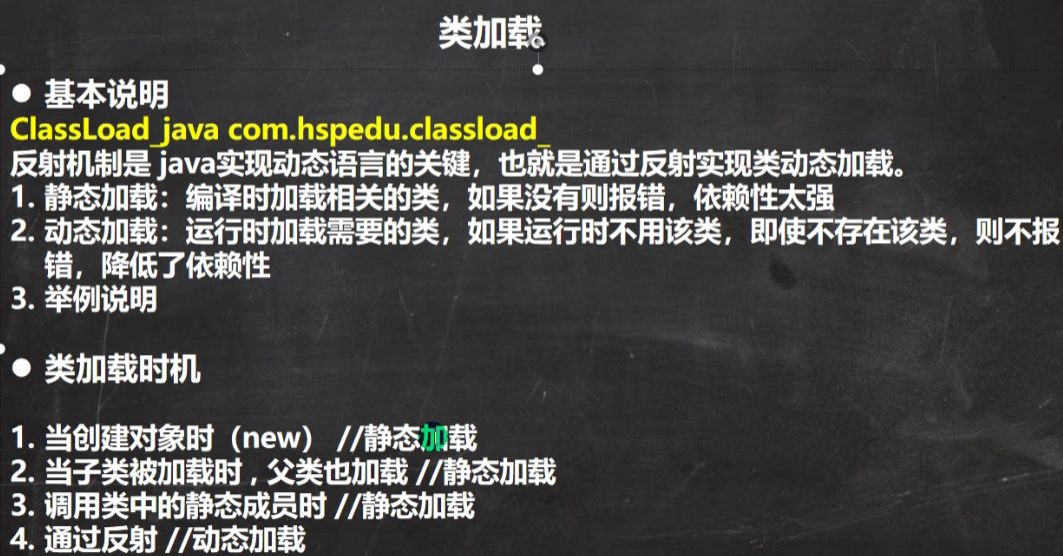 类加载
● 基本说明
ClassLoad_java com.hspedu.classload_
反射机制是 java实现动态语言的关键，也就是通过反射实现类动态加载。
1. 静态加载：编译时加载相关的类，如果没有则报错，依赖性太强
2. 动态加载：运行时加载需要的类，如果运行时不用该类，即使不存在该类，则不报
错，降低了依赖性
3. 举例说明
● 类加载时机
1. 当创建对象时（new） //静态加载
2. 当子类被加载时，父类也加载 //静态加载
3. 调用类中的静态成员时 //静态加载
4. 通过反射 //动态加载